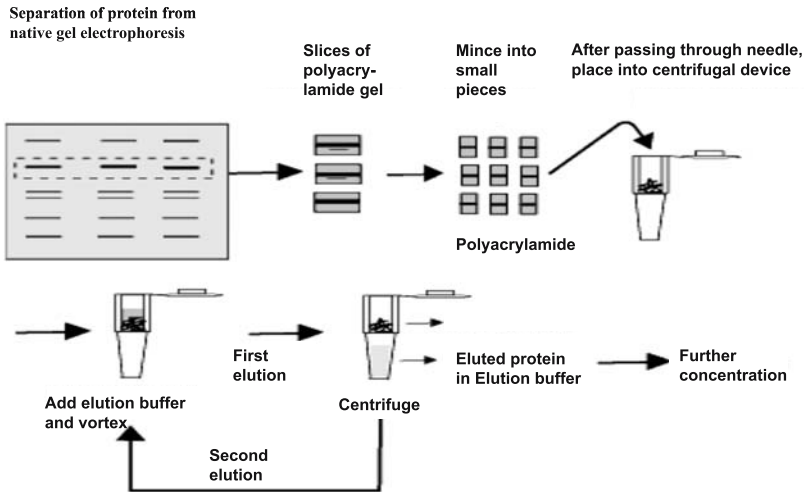 Separation of protein from
native gel electrophoresis
Slices of
polyacry-
lamide gel
Mince into
small
pieces
After passing through needle,
place into centrifugal device
Polyacrylamide
Add elution buffer
and vortex
First
elution
Centrifuge
Eluted protein
in Elution buffer
Further
concentration
Second
elution